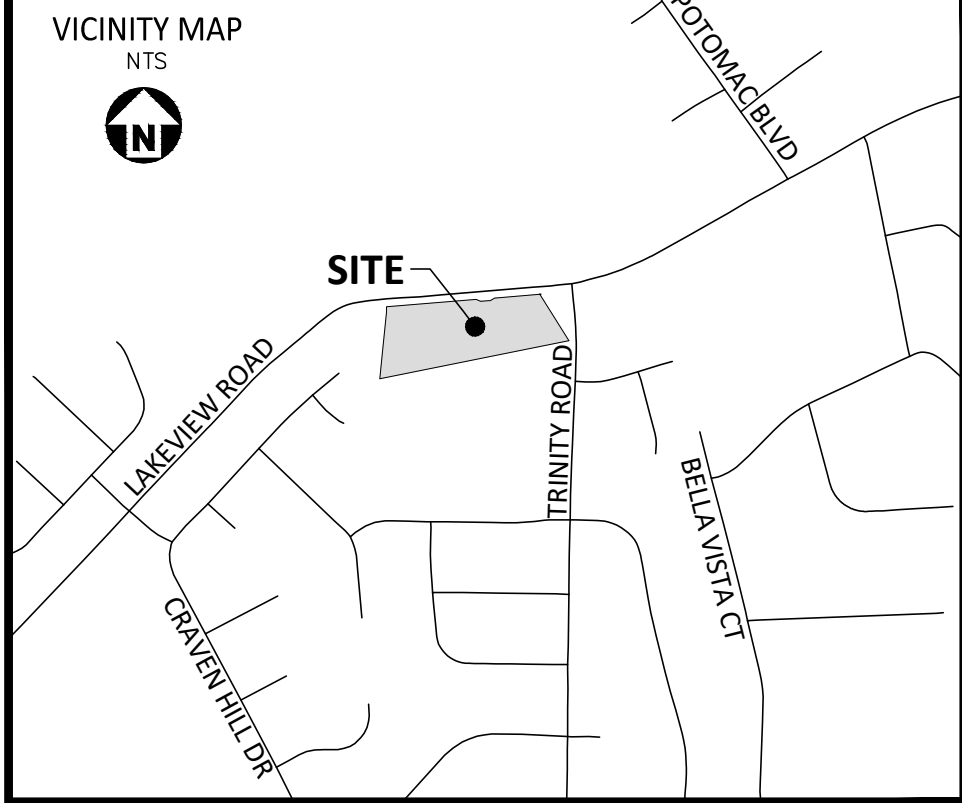 VICINITY MAP
NTS
N
POTOMAC BLVD
SITE
LAKEVIEW ROAD
TRINITY ROAD
BELLA VISTA CT
CRAVEN HILL DR